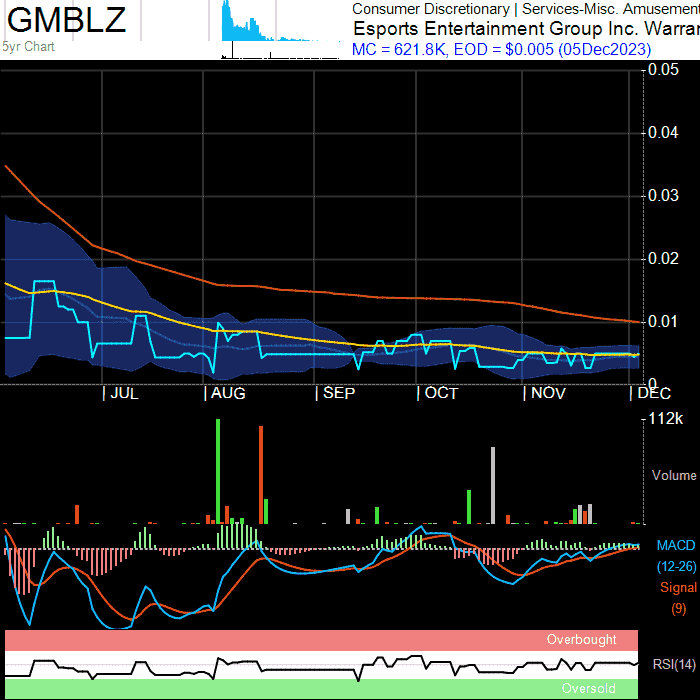 GMBLZ
5yr Chart
Consumer Discretionary | Services-Misc. Amusement
Esports Entertainment Group Inc. Warrar
MC = 621.8K, EOD = $0.005 (05Dec2023)
0.05
0.04
0.03
0.02
0.01
0
JUL
AUG
SEP
OCT
NOV
DEC
112k
Volume
MACD
(12-26)
Signal
(9)
Overbought
RSI(14)
Oversold